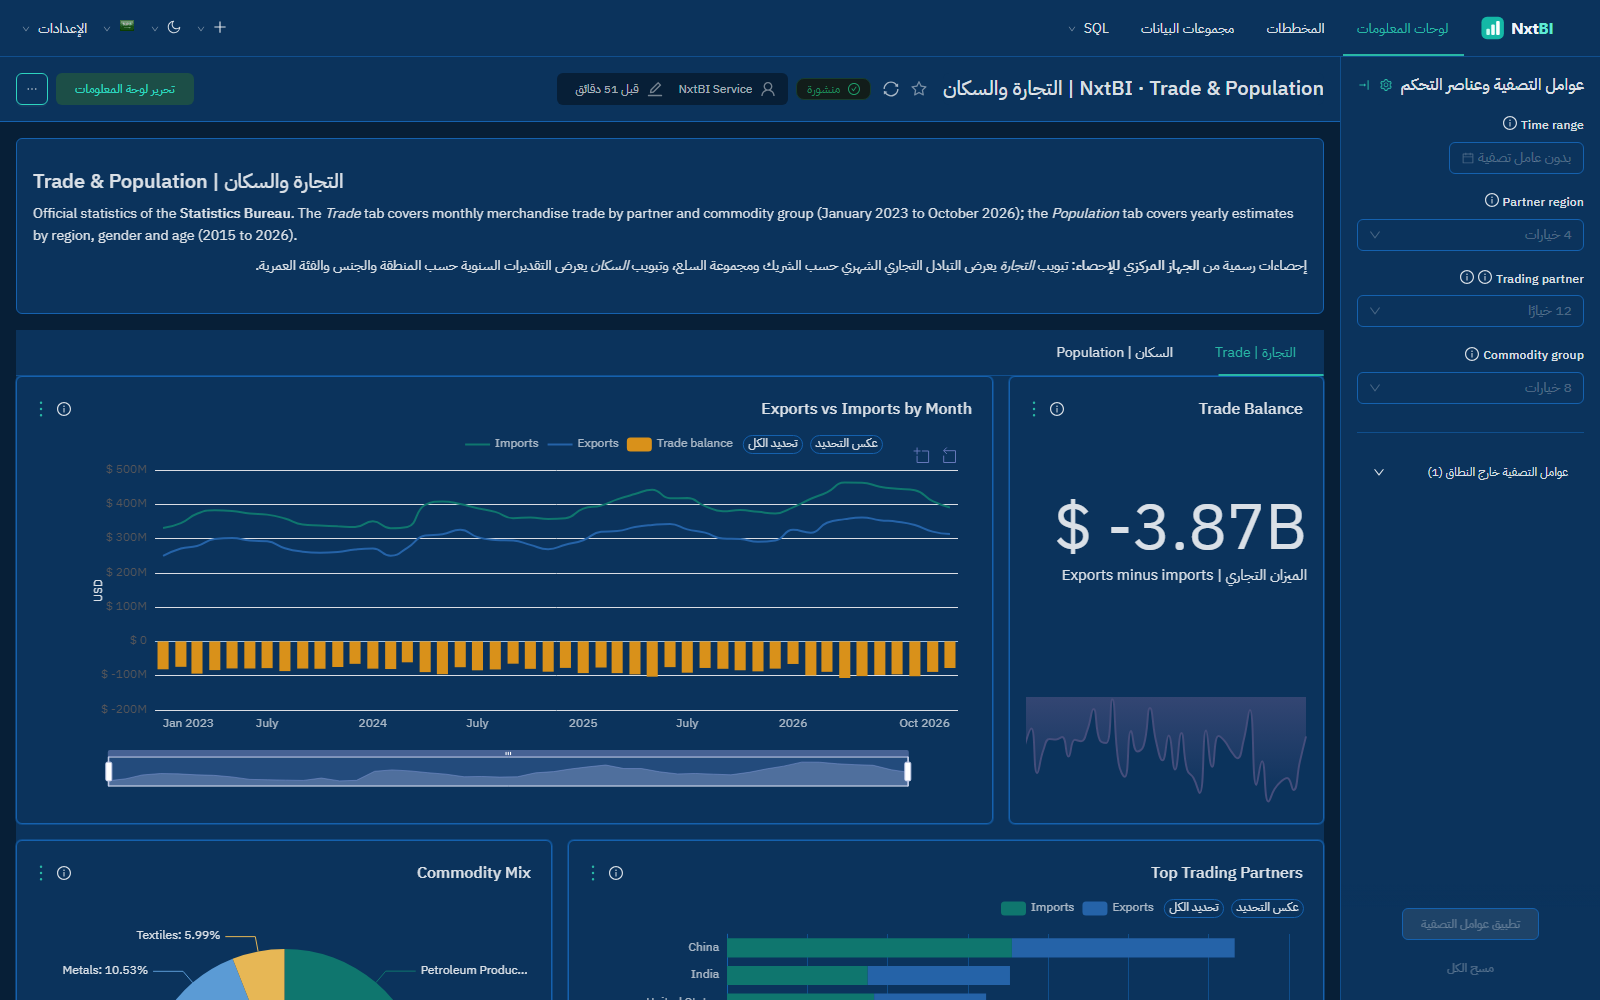 NxtBI
لوحات المعلومات
المخططات
مجموعات البيانات
SQL
الإعدادات
عوامل التصفية وعناصر التحكم
Time range
بدون عامل تصفية
Partner region
4 خيارات
Trading partner
12 خيارًا
Commodity group
8 خيارات
عوامل التصفية خارج النطاق (1)
تطبيق عوامل التصفية
مسح الكل
NxtBI · Trade & Population | التجارة والسكان
منشورة
NxtBI Service
قبل 51 دقائق
تحرير لوحة المعلومات
...
Trade & Population | التجارة والسكان
Official statistics of the Statistics Bureau. The Trade tab covers monthly merchandise trade by partner and commodity group (January 2023 to October 2026); the Population tab covers yearly estimates
by region, gender and age (2015 to 2026).
إحصاءات رسمية من الجهاز المركزي للإحصاء: تبويب التجارة يعرض التبادل التجاري الشهري حسب الشريك ومجموعة السلع، وتبويب السكان يعرض التقديرات السنوية حسب المنطقة والجنس والفئة العمرية.
التجارة | Trade
السكان | Population
Trade Balance
$ -3.87B
الميزان التجاري | Exports minus imports
Exports vs Imports by Month
Imports
Exports
Trade balance
تحديد الكل
عكس التحديد
USD
$ 500M
$ 400M
$ 300M
$ 200M
$ 100M
$ 0
$ -100M
$ -200M
Jan 2023
July
2024
July
2025
July
2026
Oct 2026
Top Trading Partners
Imports
Exports
تحديد الكل
عكس التحديد
China
India
Commodity Mix
Textiles: 5.99%
Metals: 10.53%
Petroleum Produc...